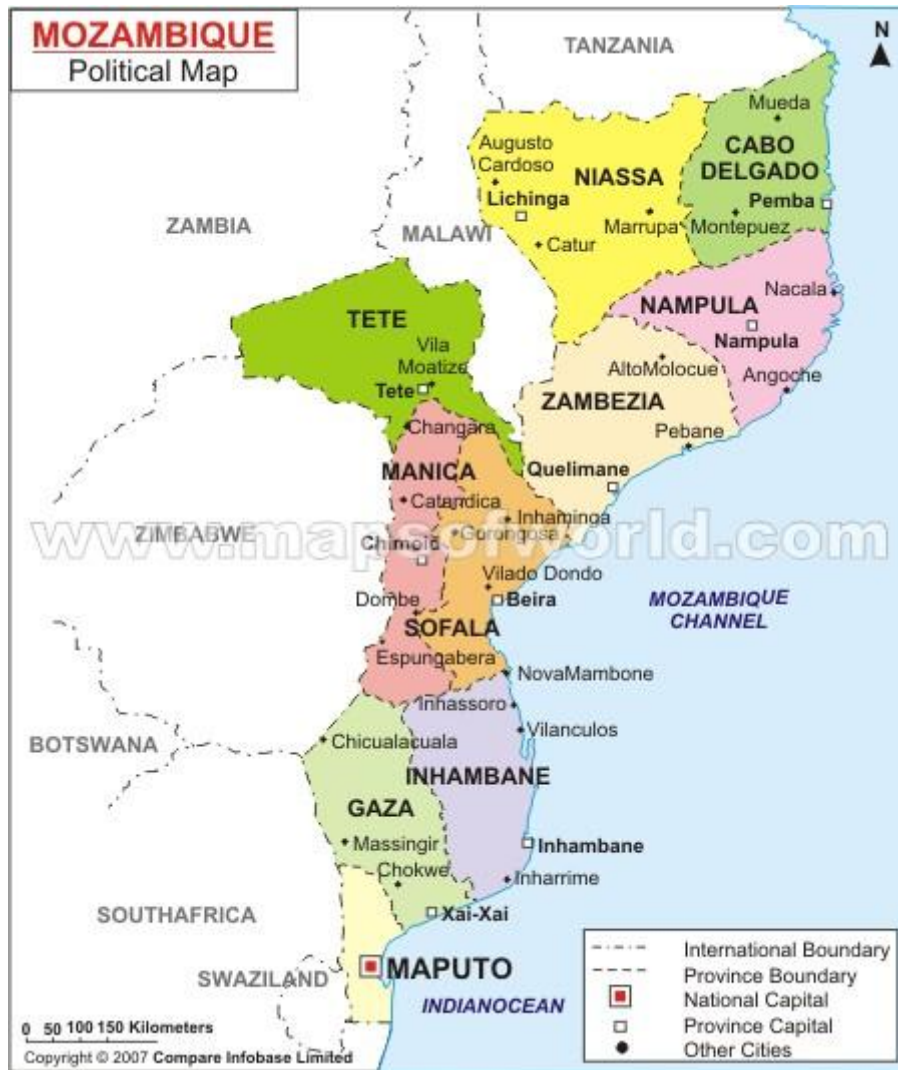 MOZAMBIQUE
Political Map
N
TANZANIA
Mueda
CABO
DELGADO
Augusto
Cardoso
NIASSA
Lichinga
Pemba
ZAMBIA
MALAWI
Marrupa
Montepuez
Catur
Nacala
NAMPULA
Nampula
TETE
Vila
Moatize
Tete
AltoMolocue
Angoche
ZAMBEZIA
Changara
Pebane
MANICA
Quelimane
Catandica
Inhaminga
www.mapsofworld.com
ZIMBABWE
Gorongosa
Chimoio
Vilado Dondo
Beira
Dombe
MOZAMBIQUE
CHANNEL
SOFALA
Espungabera
NovaMambone
Inhassoro
Vilanculos
BOTSWANA
Chicualacuala
INHAMBANE
GAZA
Massingir
Inhambane
Chokwe
Inharrime
SOUTHAFRICA
Xai-Xai
MAPUTO
SWAZILAND
INDIANOCEAN
International Boundary
Province Boundary
National Capital
Province Capital
Other Cities
0 50 100 150 Kilometers
Copyright © 2007 Compare Infobase Limited